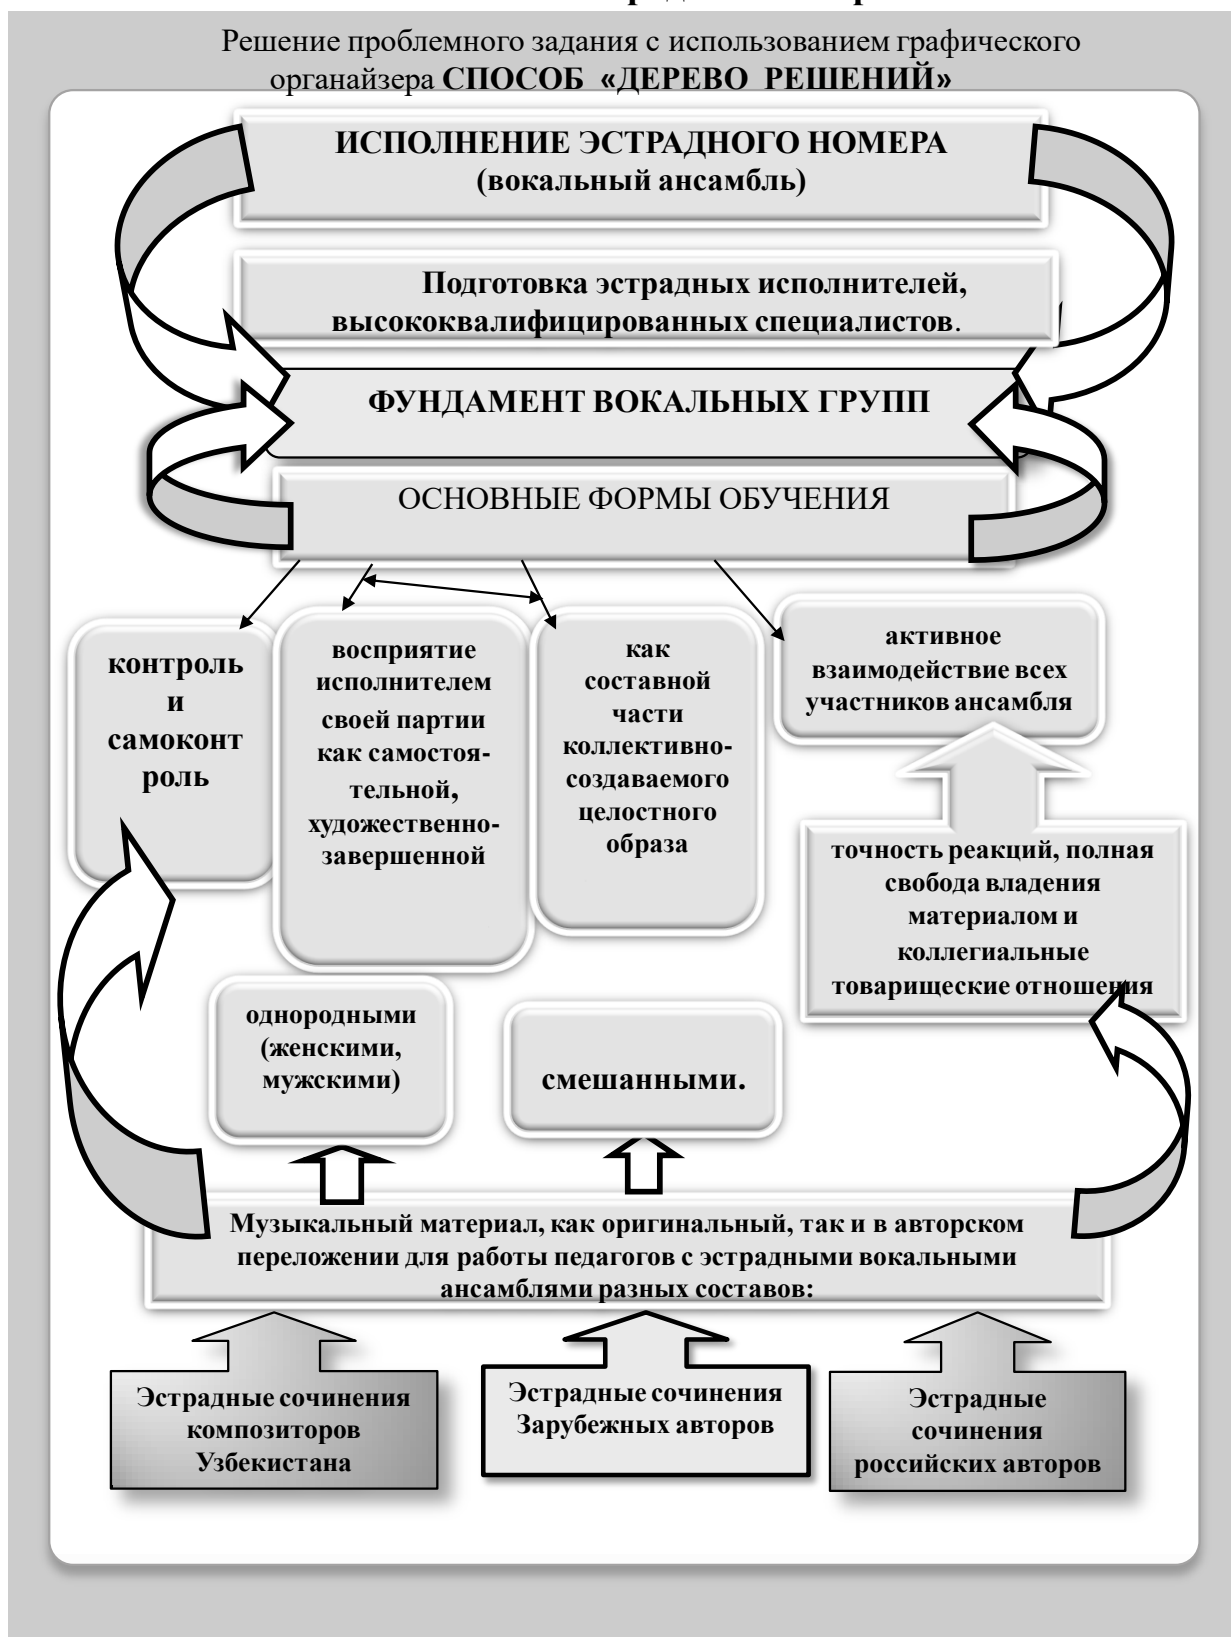 Решение проблемного задания с использованием графического
органайзера СПОСОБ «ДЕРЕВО РЕШЕНИЙ»
ИСПОЛНЕНИЕ ЭСТРАДНОГО НОМЕРА
(вокальный ансамбль)
Подготовка эстрадных исполнителей,
высококвалифицированных специалистов.
ФУНДАМЕНТ ВОКАЛЬНЫХ ГРУПП
ОСНОВНЫЕ ФОРМЫ ОБУЧЕНИЯ
контроль
и
самоконт
роль
восприятие
исполнителем
своей партии
как самостоя-
тельной,
художественно-
завершенной
как
составной
части
коллективно-
создаваемого
целостного
образа
активное
взаимодействие всех
участников ансамбля
точность реакций, полная
свобода владения
материалом и
коллегиальные
товарищеские отношения
однородными
(женскими,
мужскими)
смешанными.
Музыкальный материал, как оригинальный, так и в авторском
переложении для работы педагогов с эстрадными вокальными
ансамблями разных составов:
Эстрадные сочинения
композиторов
Узбекистана
Эстрадные сочинения
Зарубежных авторов
Эстрадные
сочинения
российских авторов